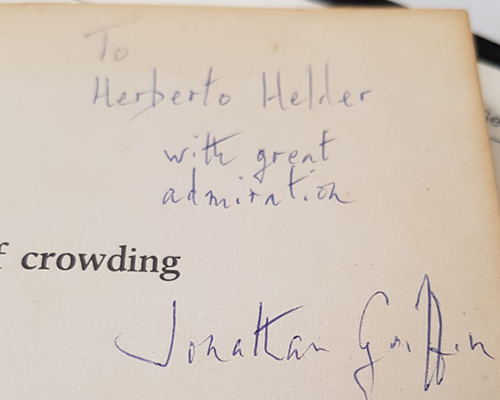 To
Herberto Helder
with great
admiration
f crowding
Jonathan Griffin